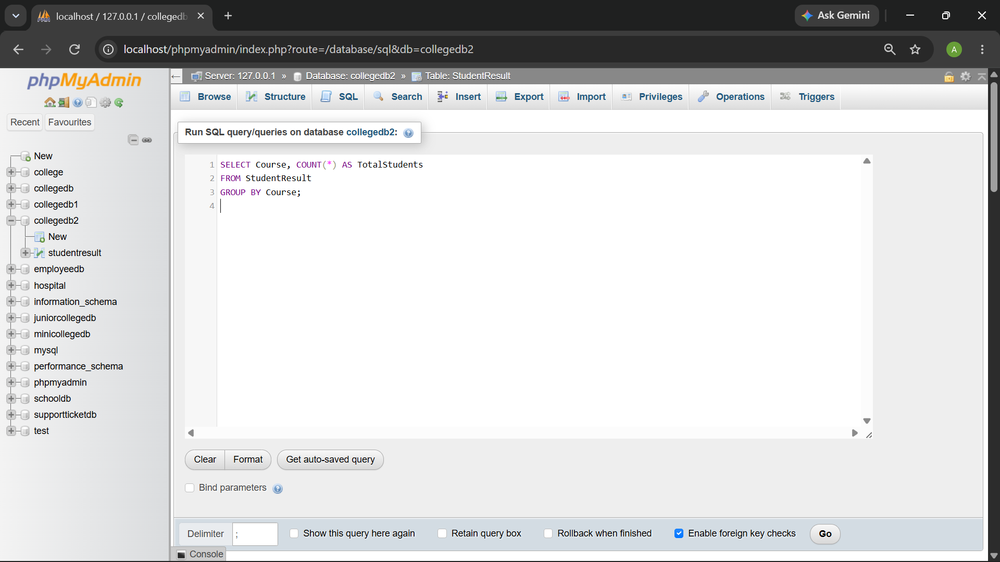 localhost / 127.0.0.1 / collegedb
Ask Gemini
localhost/phpmyadmin/index.php?route=/database/sql&db=collegedb2
A
phpMyAdmin
Recent
Favourites
New
college
collegedb
collegedb1
collegedb2
New
studentresult
employeedb
hospital
information_schema
juniorcollegedb
minicollegedb
mysql
performance_schema
phpmyadmin
schooldb
supportticketdb
test
Server: 127.0.0.1 » Database: collegedb2 » Table: StudentResult
Browse Structure SQL Search Insert Export Import Privileges Operations Triggers
Run SQL query/queries on database collegedb2:
1 SELECT Course, COUNT(*) AS TotalStudents
2 FROM StudentResult
3 GROUP BY Course;
4
Clear Format Get auto-saved query
Bind parameters
Delimiter ; Show this query here again Retain query box Rollback when finished Enable foreign key checks Go
Console